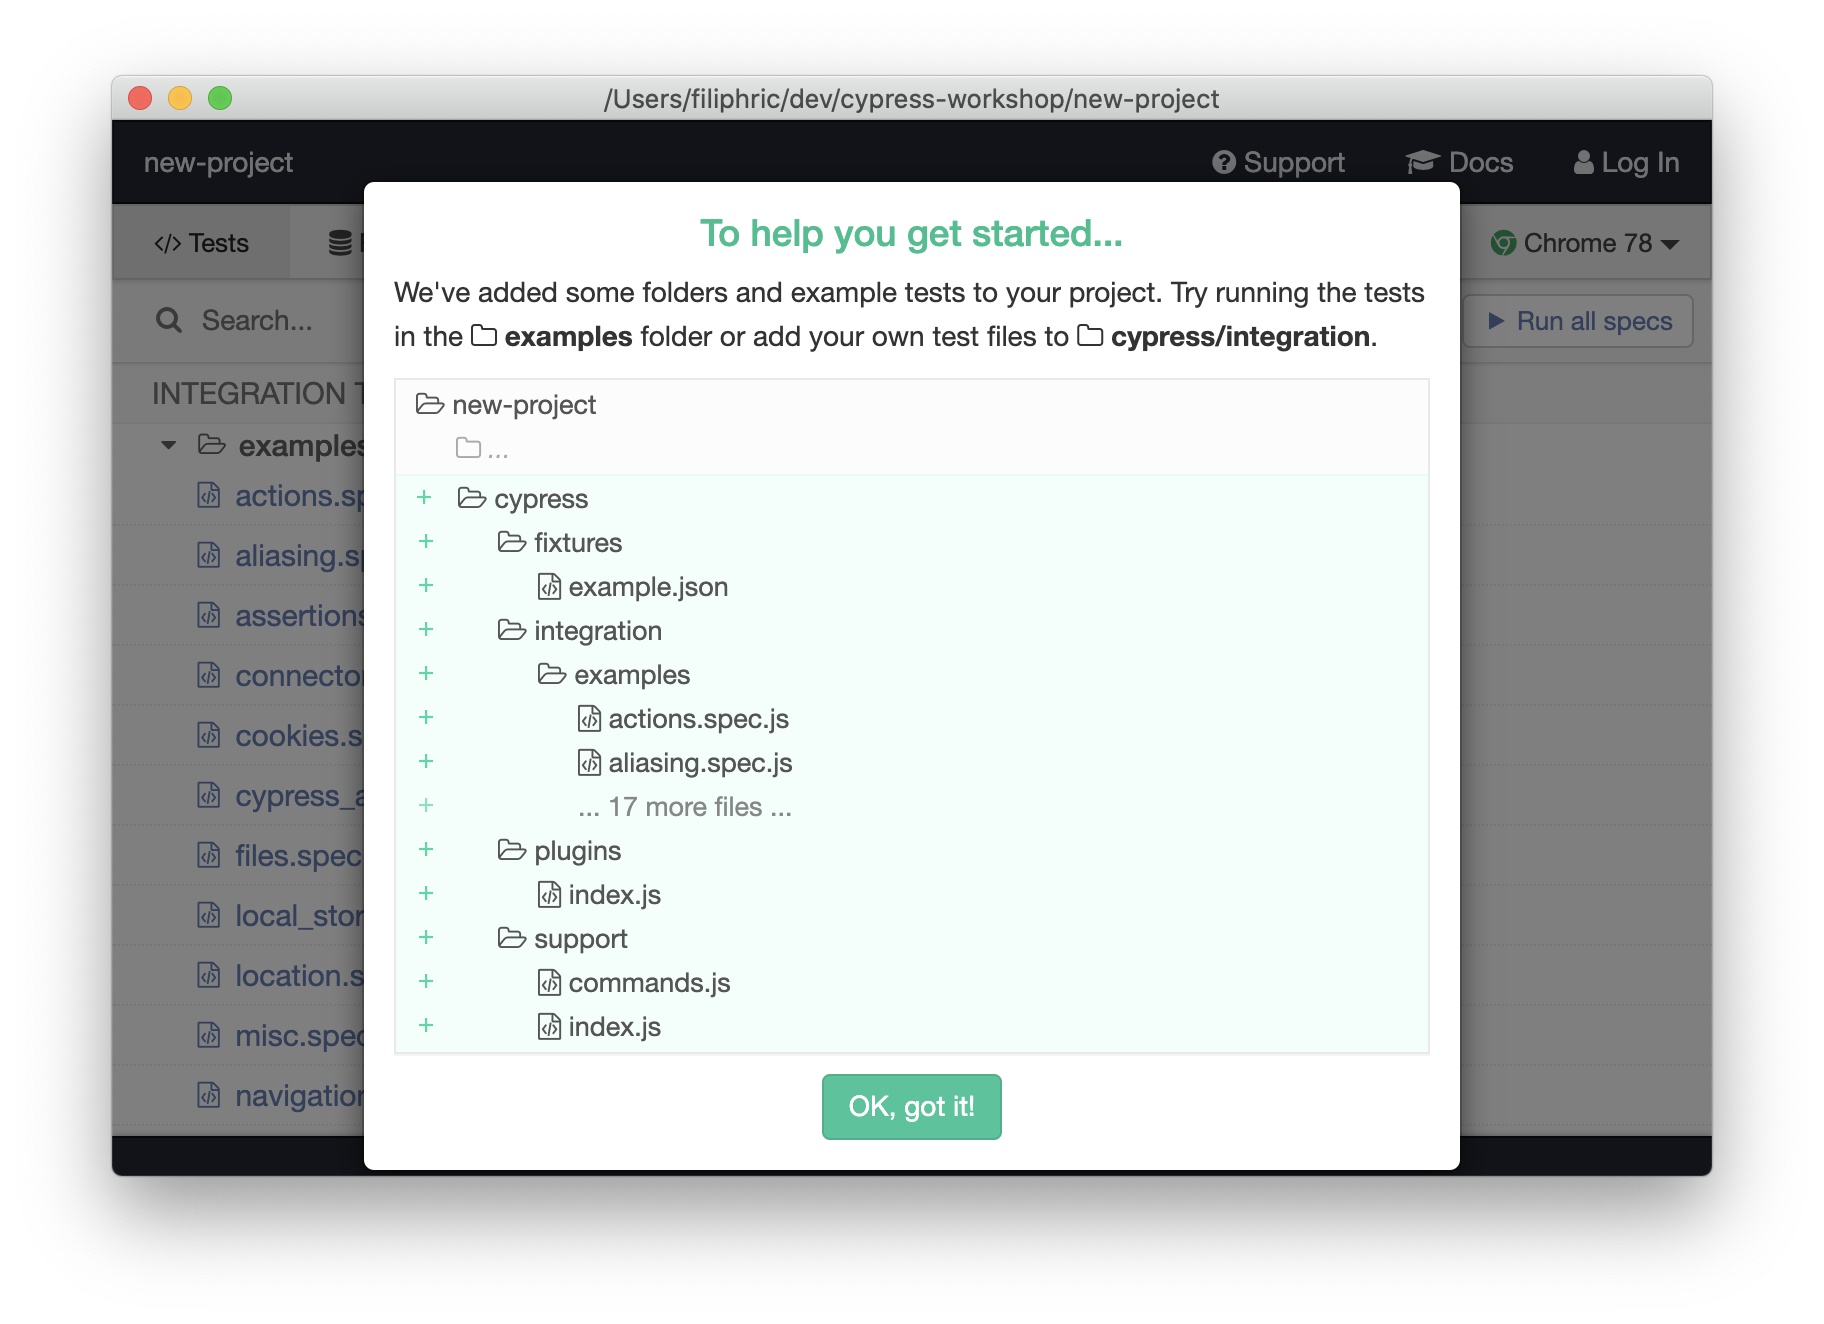 /Users/filiphric/dev/cypress-workshop/new-project
new-project
Support
Docs
Log In
Tests
Chrome 78
Search...
Run all specs
INTEGRATION
examples
actions.sp
aliasing.s
assertions
connector
cookies.s
cypress_a
files.spec
local_stor
location.s
misc.spec
navigation
To help you get started...
We've added some folders and example tests to your project. Try running the tests
in the examples folder or add your own test files to cypress/integration.
new-project
...
+ cypress
+ fixtures
+ example.json
+ integration
+ examples
+ actions.spec.js
+ aliasing.spec.js
+ ... 17 more files ...
+ plugins
+ index.js
+ support
+ commands.js
+ index.js
OK, got it!